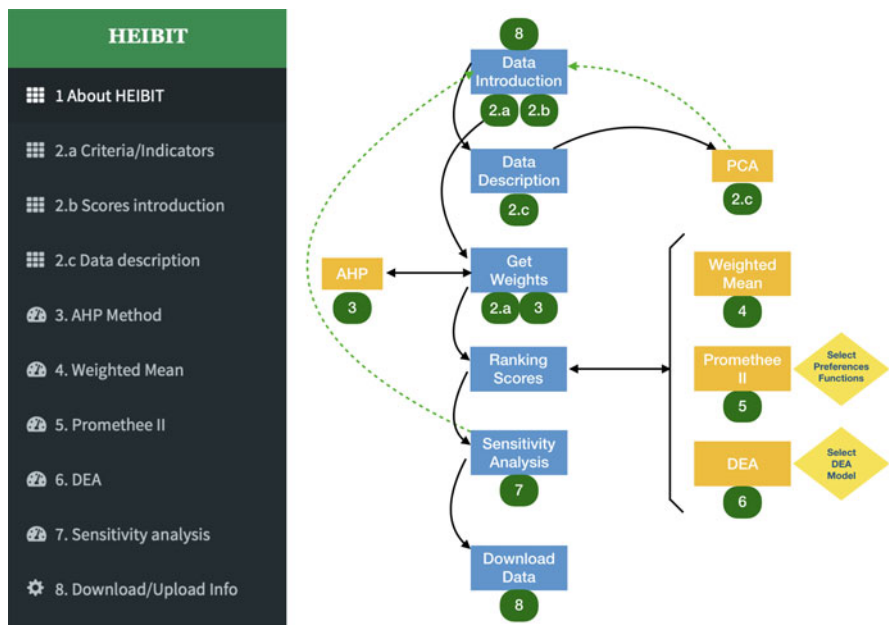 HEIBIT
1 About HEIBIT
2.a Criteria/Indicators
2.b Scores introduction
2.c Data description
3. AHP Method
4. Weighted Mean
5. Promethee II
6. DEA
7. Sensitivity analysis
8. Download/Upload Info
8
Data
Introduction
2.a 2.b
Data
Description
2.c
PCA
2.c
AHP
3
Get
Weights
2.a 3
Ranking
Scores
Weighted
Mean
4
Promethee
II
5
Select
Preferences
Functions
DEA
6
Select
DEA
Model
Sensitivity
Analysis
7
Download
Data
8